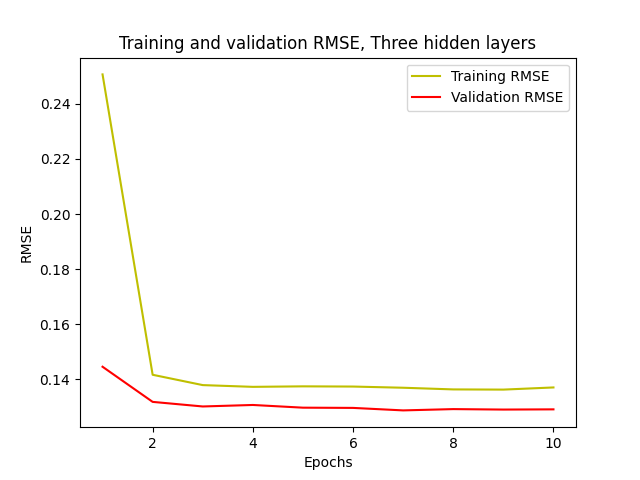 Training and validation RMSE, Three hidden layers
Training RMSE
Validation RMSE
0.24
0.22
0.20
0.18
0.16
0.14
RMSE
2
4
6
8
10
Epochs